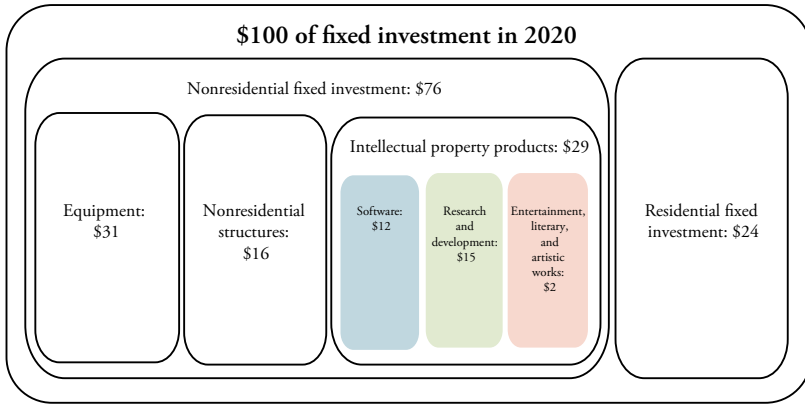 $100 of fixed investment in 2020
Nonresidential fixed investment: $76
Equipment:
$31
Nonresidential
structures:
$16
Intellectual property products: $29
Software:
$12
Research
and
development:
$15
Entertainment,
literary,
and
artistic
works:
$2
Residential fixed
investment: $24